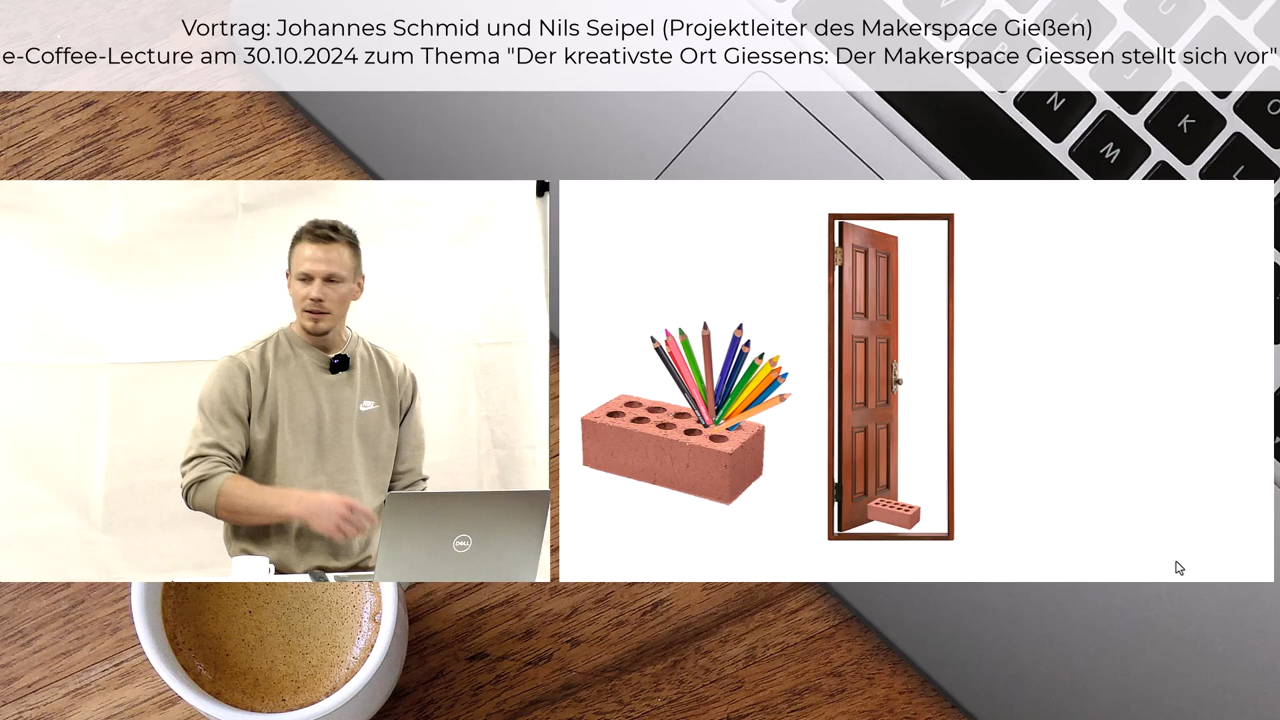 Vortrag: Johannes Schmid und Nils Seipel (Projektleiter des Makerspace Gießen)
e-Coffee-Lecture am 30.10.2024 zum Thema "Der kreativste Ort Giessens: Der Makerspace Giessen stellt sich vor"
V
U
N
J
K
O
M
L
DELL